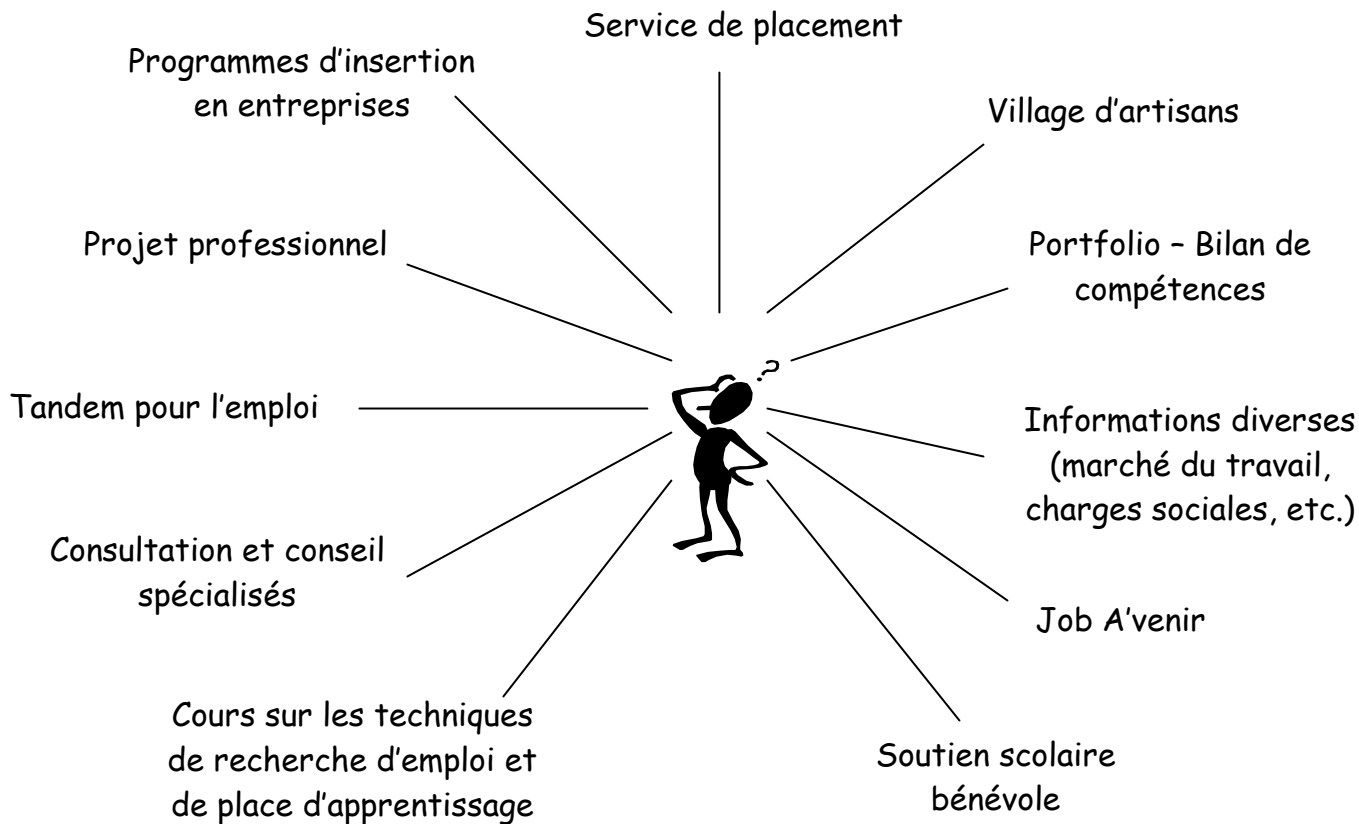 Service de placement
Programmes d'insertion
en entreprises
Village d'artisans
Projet professionnel
Portfolio – Bilan de
compétences
Tandem pour l'emploi
Informations diverses
(marché du travail,
charges sociales, etc.)
Consultation et conseil
spécialisés
Job A'venir
Cours sur les techniques
de recherche d'emploi et
de place d'apprentissage
Soutien scolaire
bénévole
?